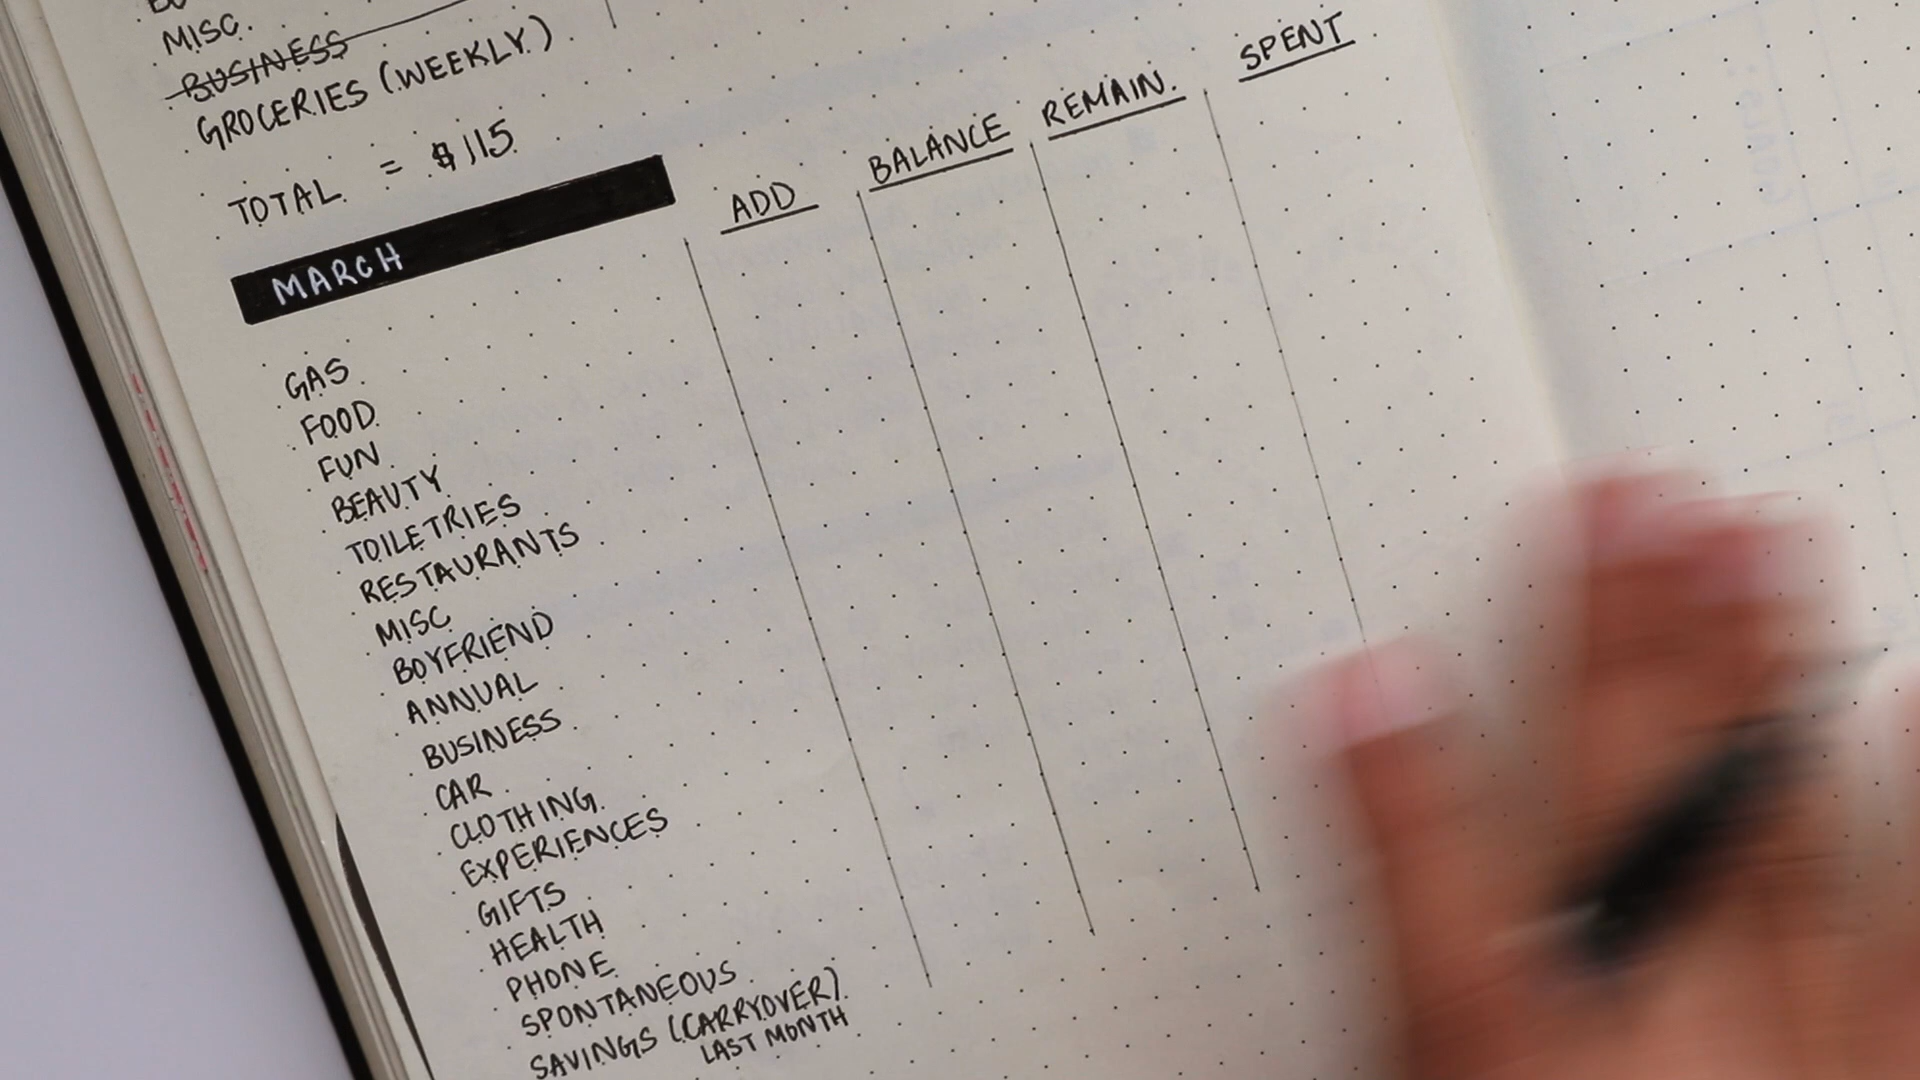 MISC.
BUSINESS
GROCERIES (WEEKLY)
TOTAL = $115
MARCH
ADD BALANCE REMAIN. SPENT
GAS
FOOD
FUN
BEAUTY
TOILETRIES
RESTAURANTS
MISC
BOYFRIEND
ANNUAL
BUSINESS
CAR
CLOTHING
EXPERIENCES
GIFTS
HEALTH
PHONE
SPONTANEOUS
SAVINGS (CARRYOVER)
LAST MONTH